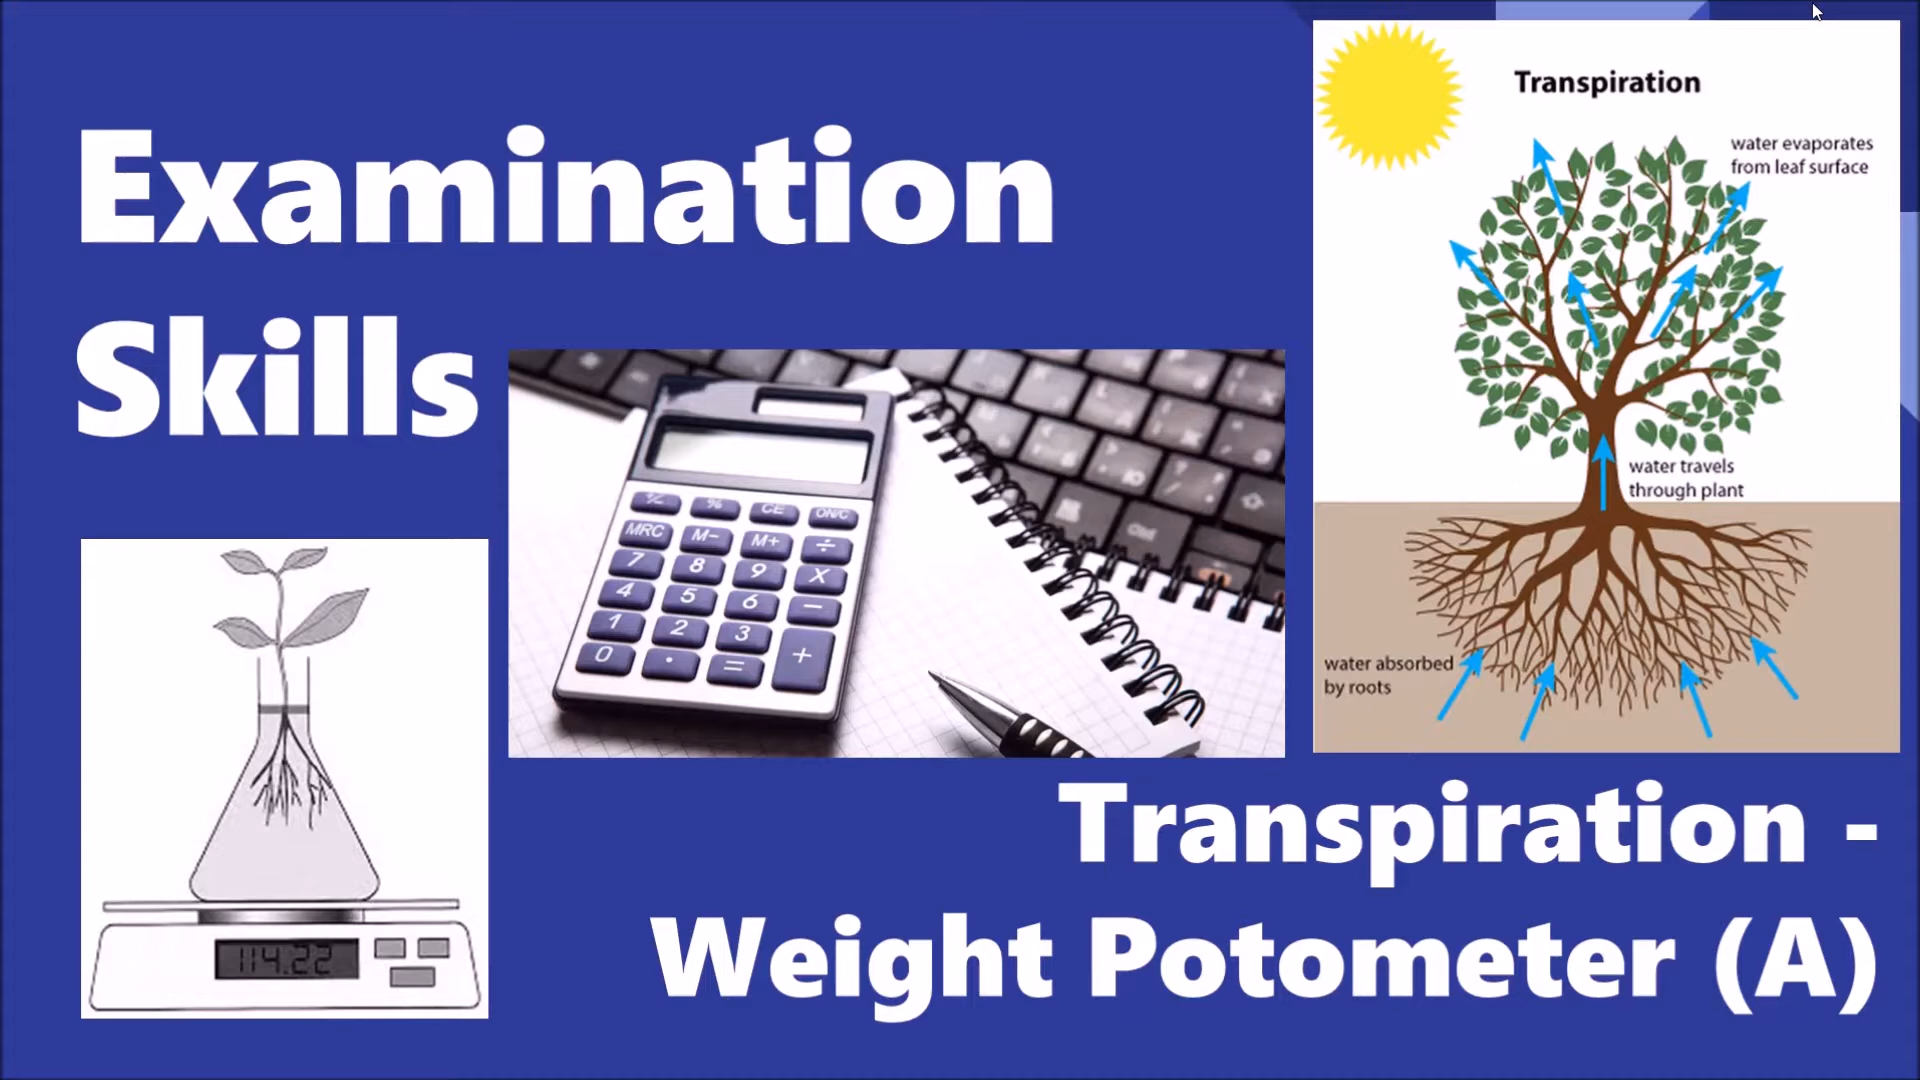 Examination
Skills
Transpiration
water evaporates
from leaf surface
water travels
through plant
water absorbed
by roots
+/- % CE ON/C
MRC M- M+ ÷
7 8 9 X
4 5 6 −
1 2 3 +
0 . =
114.22
Transpiration -
Weight Potometer (A)